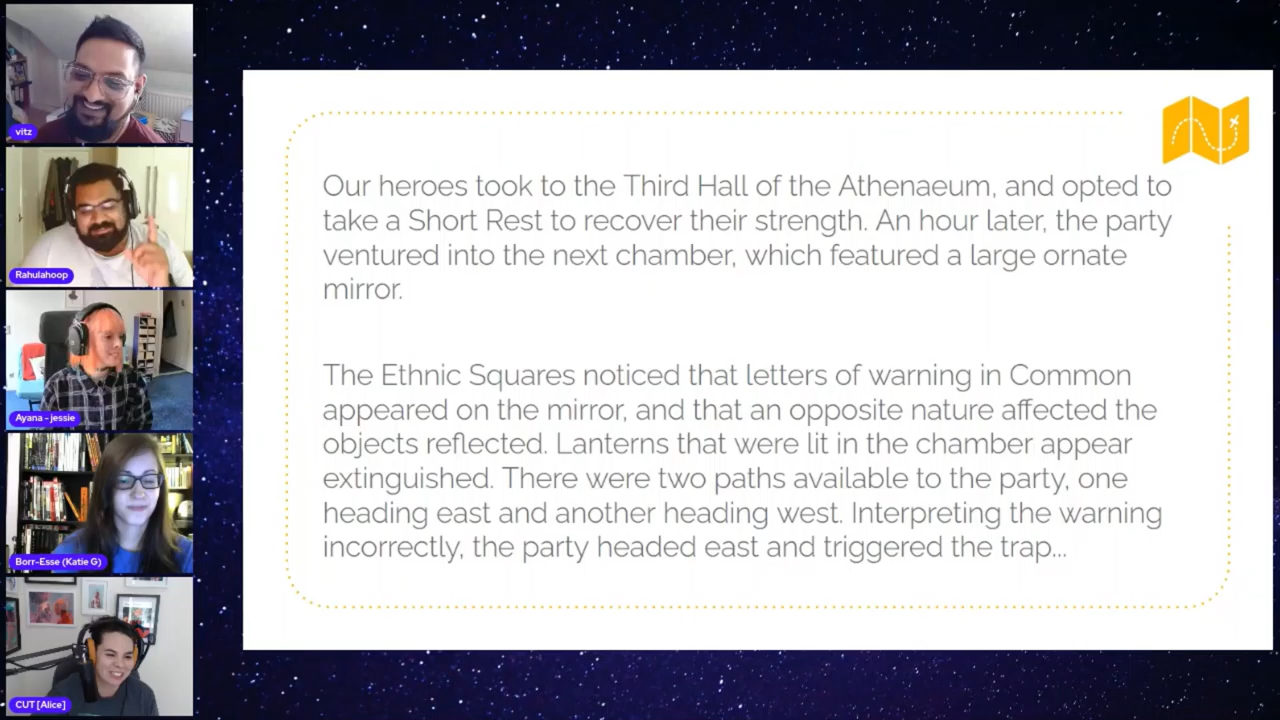 vitz
Rahulahoop
Ayana - jessie
Borr-Esse (Katie G)
CUT [Alice]
Our heroes took to the Third Hall of the Athenaeum, and opted to
take a Short Rest to recover their strength. An hour later, the party
ventured into the next chamber, which featured a large ornate
mirror.
The Ethnic Squares noticed that letters of warning in Common
appeared on the mirror, and that an opposite nature affected the
objects reflected. Lanterns that were lit in the chamber appear
extinguished. There were two paths available to the party, one
heading east and another heading west. Interpreting the warning
incorrectly, the party headed east and triggered the trap...